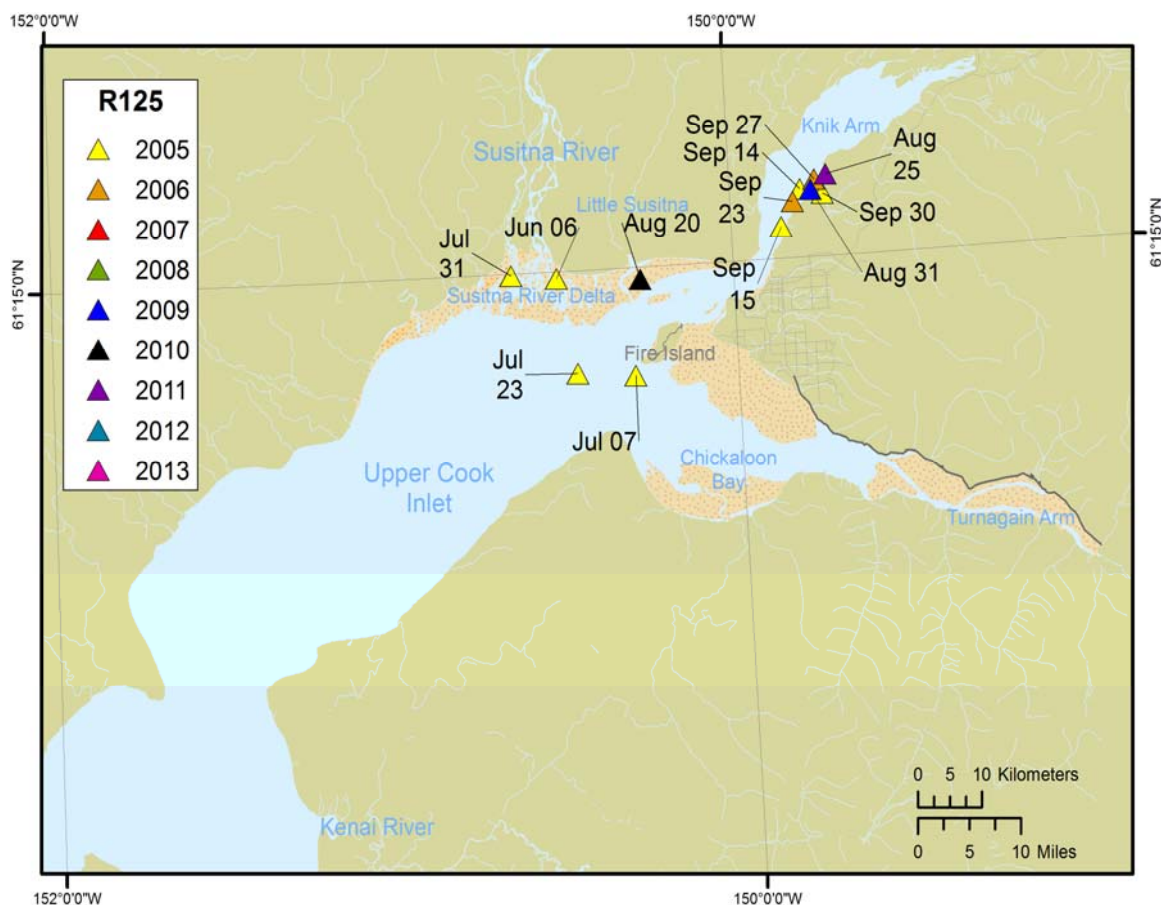 152°0'0"W
150°0'0"W
R125
2005
2006
2007
2008
2009
2010
2011
2012
2013
Knik Arm
Sep 27
Sep 14
Aug
25
Susitna River
Sep
23
Sep 30
Little Susitna
Jun 06
Aug 20
Jul
31
61°15'0"N
Aug 31
Sep
15
61°15'0"N
Susitna River Delta
Fire Island
Jul
23
Jul 07
Chickaloon
Bay
Upper Cook
Inlet
Turnagain Arm
0 5 10 Kilometers
Kenai River
0 5 10 Miles
152°0'0"W
150°0'0"W